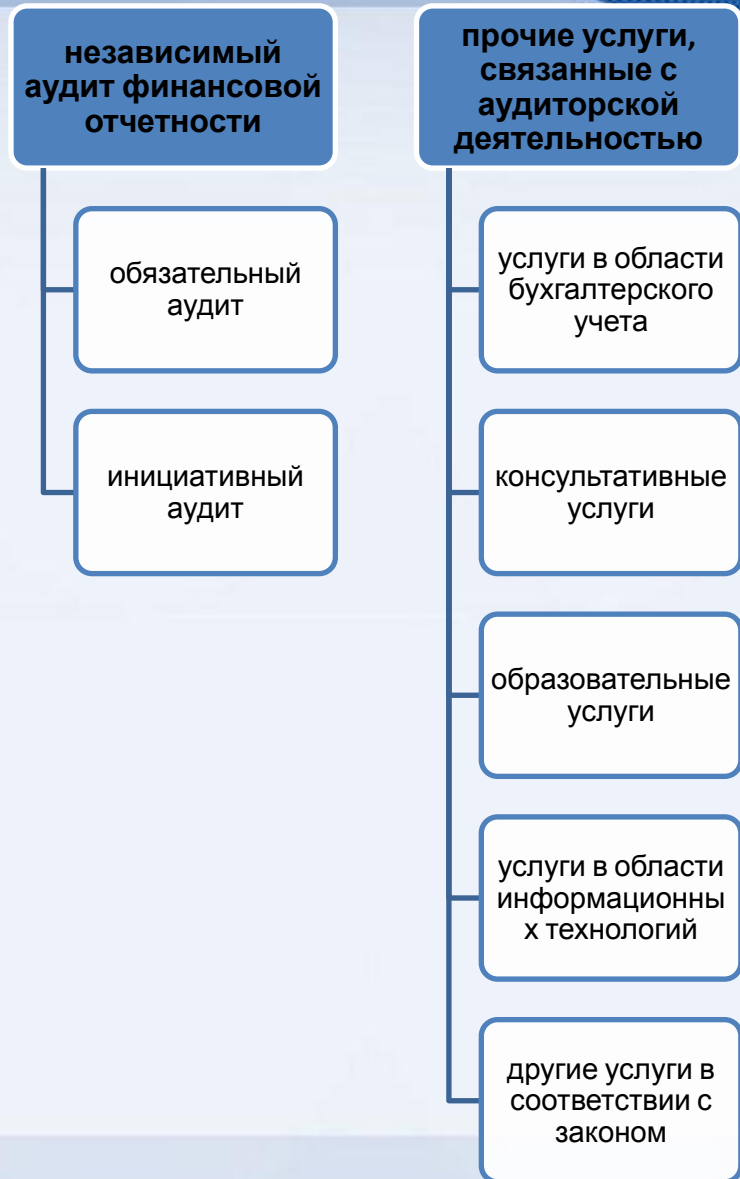 независимый
аудит финансовой
отчетности
обязательный
аудит
инициативный
аудит
прочие услуги,
связанные с
аудиторской
деятельностью
услуги в области
бухгалтерского
учета
консультативные
услуги
образовательные
услуги
услуги в области
информационны
х технологий
другие услуги в
соответствии с
законом